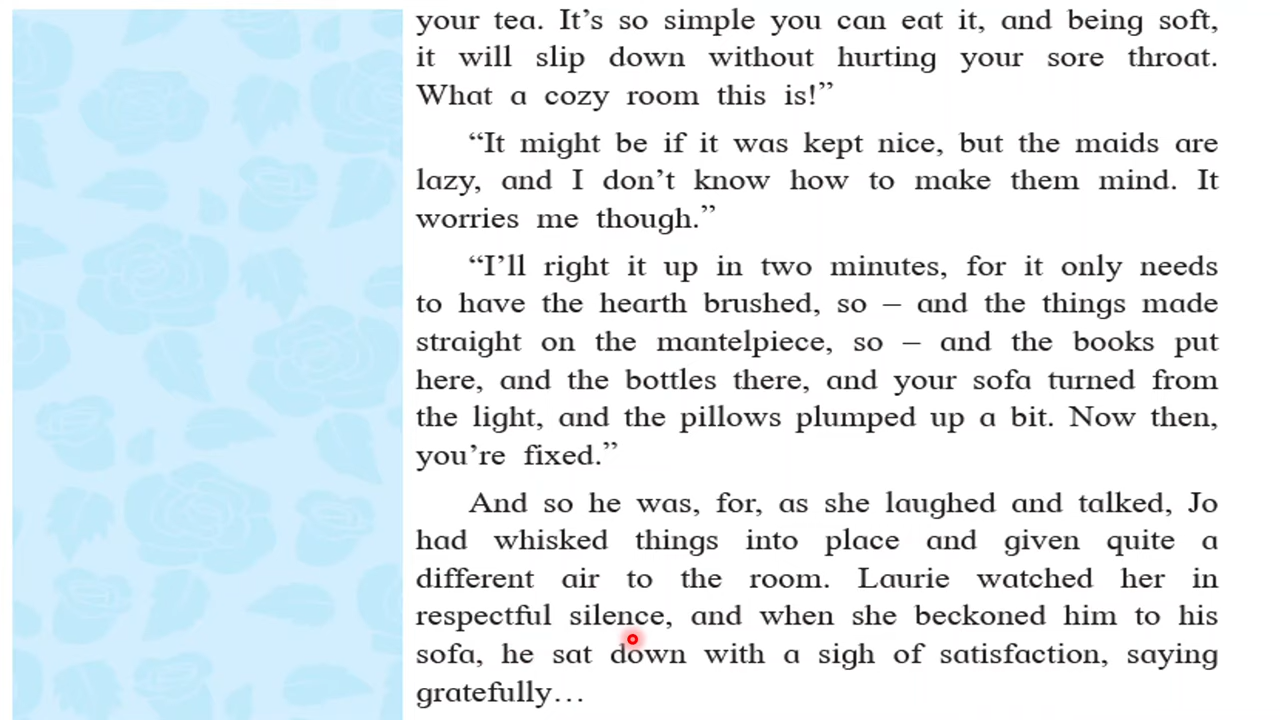 your tea. It’s so simple you can eat it, and being soft,
it will slip down without hurting your sore throat.
What a cozy room this is!”
“It might be if it was kept nice, but the maids are
lazy, and I don’t know how to make them mind. It
worries me though.”
“I’ll right it up in two minutes, for it only needs
to have the hearth brushed, so – and the things made
straight on the mantelpiece, so – and the books put
here, and the bottles there, and your sofa turned from
the light, and the pillows plumped up a bit. Now then,
you’re fixed.”
And so he was, for, as she laughed and talked, Jo
had whisked things into place and given quite a
different air to the room. Laurie watched her in
respectful silence, and when she beckoned him to his
sofa, he sat down with a sigh of satisfaction, saying
gratefully…